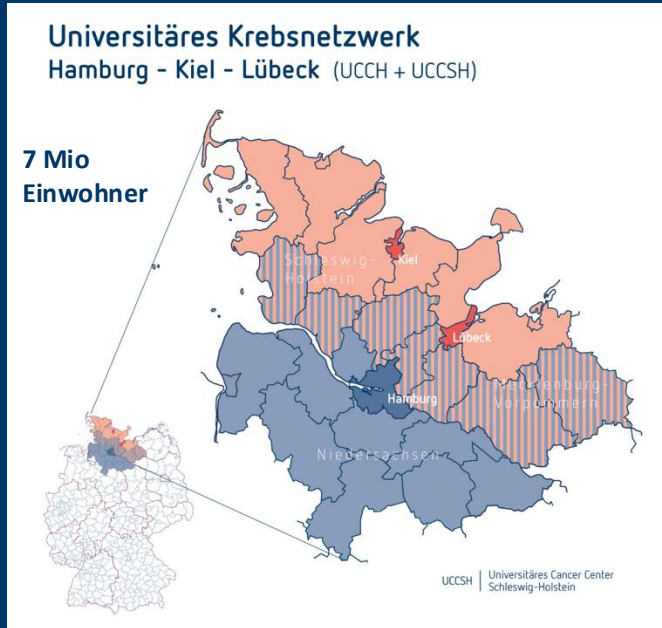 Universitäres Krebsnetzwerk
Hamburg - Kiel - Lübeck (UCCH + UCCSH)
7 Mio
Einwohner
Schleswig-
Holstein
Kiel
Lübeck
Mecklenburg-
Vorpommern
Hamburg
Niedersachsen
UCCSH
Universitäres Cancer Center
Schleswig-Holstein